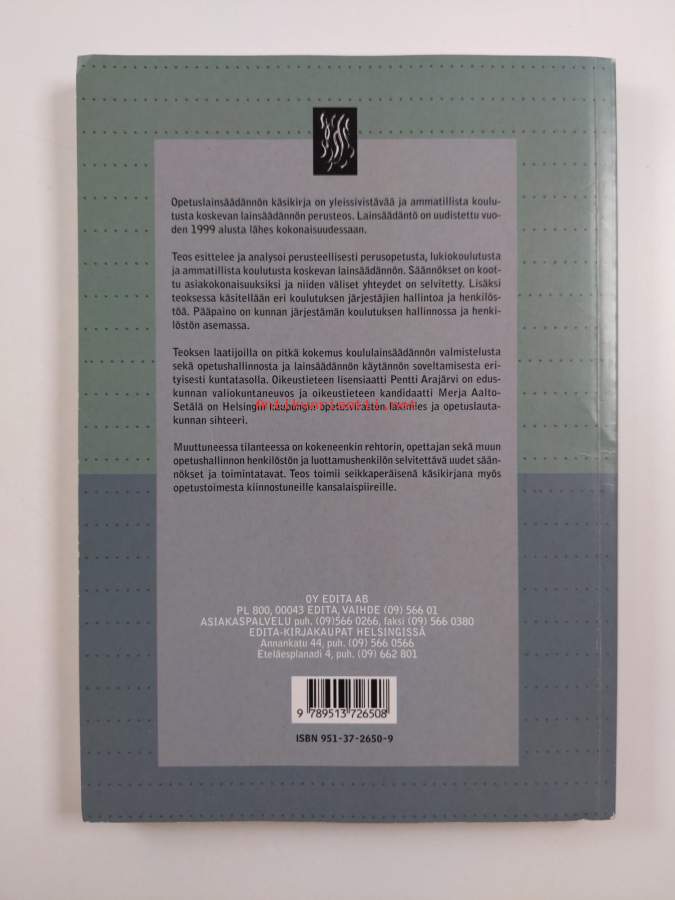 Opetuslainsäädännön käsikirja on yleissivistävää ja ammatillista koulu-
tusta koskevan lainsäädännön perusteos. Lainsäädäntö on uudistettu vuo-
den 1999 alusta lähes kokonaisuudessaan.
Teos esittelee ja analysoi perusteellisesti perusopetusta, lukiokoulutusta
ja ammatillista koulutusta koskevan lainsäädännön. Säännökset on koot-
tu asiakokonaisuuksiksi ja niiden väliset yhteydet on selvitetty. Lisäksi
teoksessa käsitellään eri koulutuksen järjestäjien hallintoa ja henkilös-
töä. Pääpaino on kunnan järjestämän koulutuksen hallinnossa ja henki-
löstön asemassa.
Teoksen laatijoilla on pitkä kokemus koululainsäädännön valmistelusta
sekä opetushallinnosta ja lainsäädännön käytännön soveltamisesta eri-
tyisesti kuntatasolla. Oikeustieteen lisensiaatti Pentti Arajärvi on edus-
kunnan valiokuntaneuvos ja oikeustieteen kandidaatti Merja Aalto-
Setälä on Helsingin kaupungin opetusviraston lakimies ja opetuslauta-
kunnan sihteeri.
Muuttuneessa tilanteessa on kokeneenkin rehtorin, opettajan sekä muun
opetushallinnon henkilöstön ja luottamushenkilön selvitettävä uudet sään-
nökset ja toimintatavat. Teos toimii seikkaperäisenä käsikirjana myös
opetustoimesta kiinnostuneille kansalaispiireille.
OY EDITA AB
PL 800, 00043 EDITA, VAIHDE (09) 566 01
ASIAKASPALVELU puh. (09)566 0266, faksi (09) 566 0380
EDITA-KIRJAKAUPAT HELSINGISSÄ
Annankatu 44, puh. (09) 566 0566
Eteläesplanadi 4, puh. (09) 662 801
9 789513 726508
ISBN 951-37-2650-9